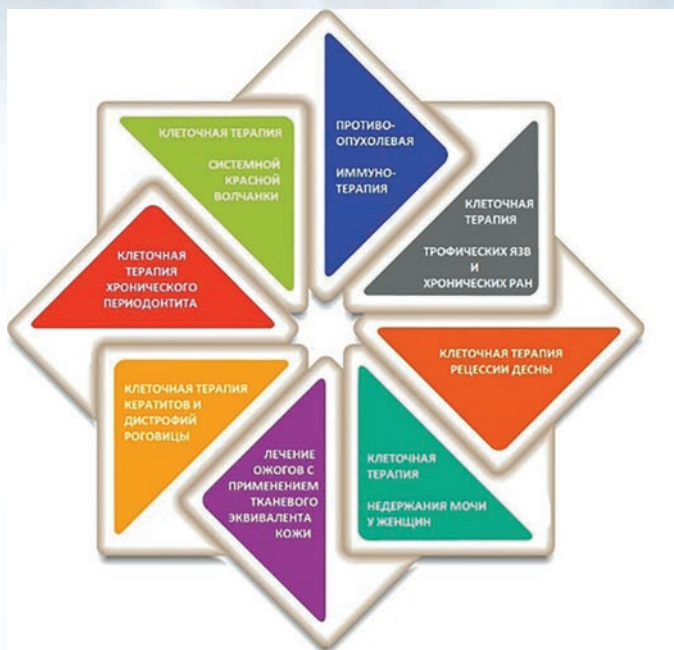 ПРОТИВО-
ОПУХОЛЕВАЯ
ИММУНО-
ТЕРАПИЯ
КЛЕТОЧНАЯ
ТЕРАПИЯ
ТРОФИЧЕСКИХ ЯЗВ
И
ХРОНИЧЕСКИХ РАН
КЛЕТОЧНАЯ ТЕРАПИЯ
РЕЦЕССИИ ДЕСНЫ
КЛЕТОЧНАЯ
ТЕРАПИЯ
НЕДЕРЖАНИЯ МОЧИ
У ЖЕНЩИН
ЛЕЧЕНИЕ
ОЖОГОВ С
ПРИМЕНЕНИЕМ
ТКАНЕВОГО
ЭКВИВАЛЕНТА
КОЖИ
КЛЕТОЧНАЯ ТЕРАПИЯ
КЕРАТИТОВ И
ДИСТРОФИЙ
РОГОВИЦЫ
КЛЕТОЧНАЯ
ТЕРАПИЯ
ХРОНИЧЕСКОГО
ПЕРИОДОНТИТА
КЛЕТОЧНАЯ ТЕРАПИЯ
СИСТЕМНОЙ
КРАСНОЙ
ВОЛЧАНКИ